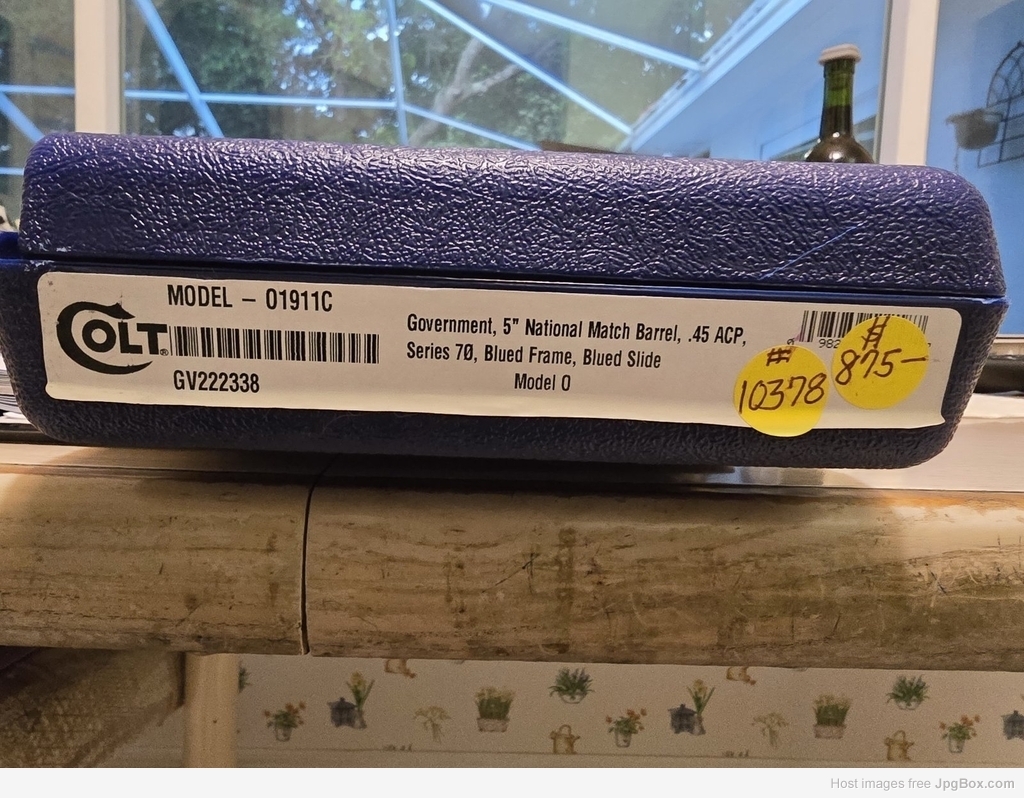 MODEL – 01911C
COLT®
GV222338
Government, 5" National Match Barrel, .45 ACP,
Series 7Ø, Blued Frame, Blued Slide
Model O
982
#
10378
#
875–
Host images free JpgBox.com